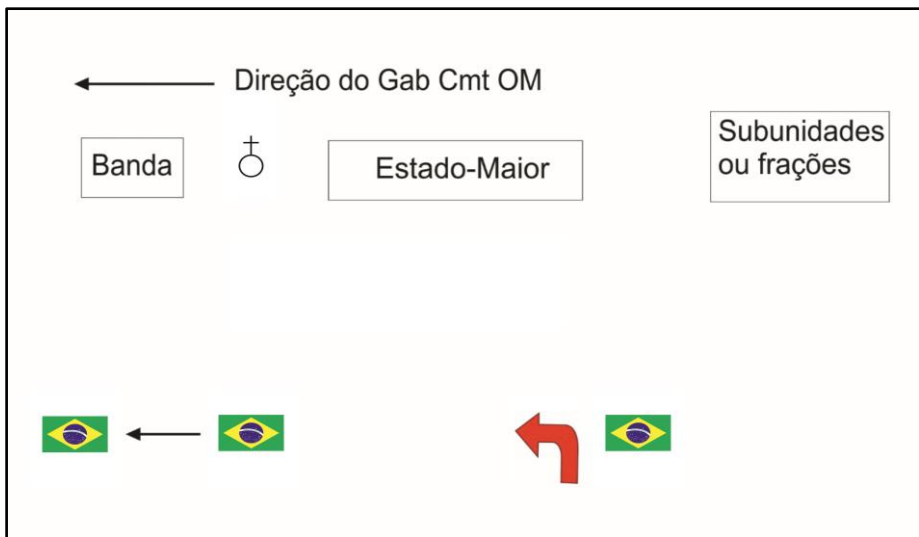 Direção do Gab Cmt OM
Banda
Estado-Maior
Subunidades
ou frações